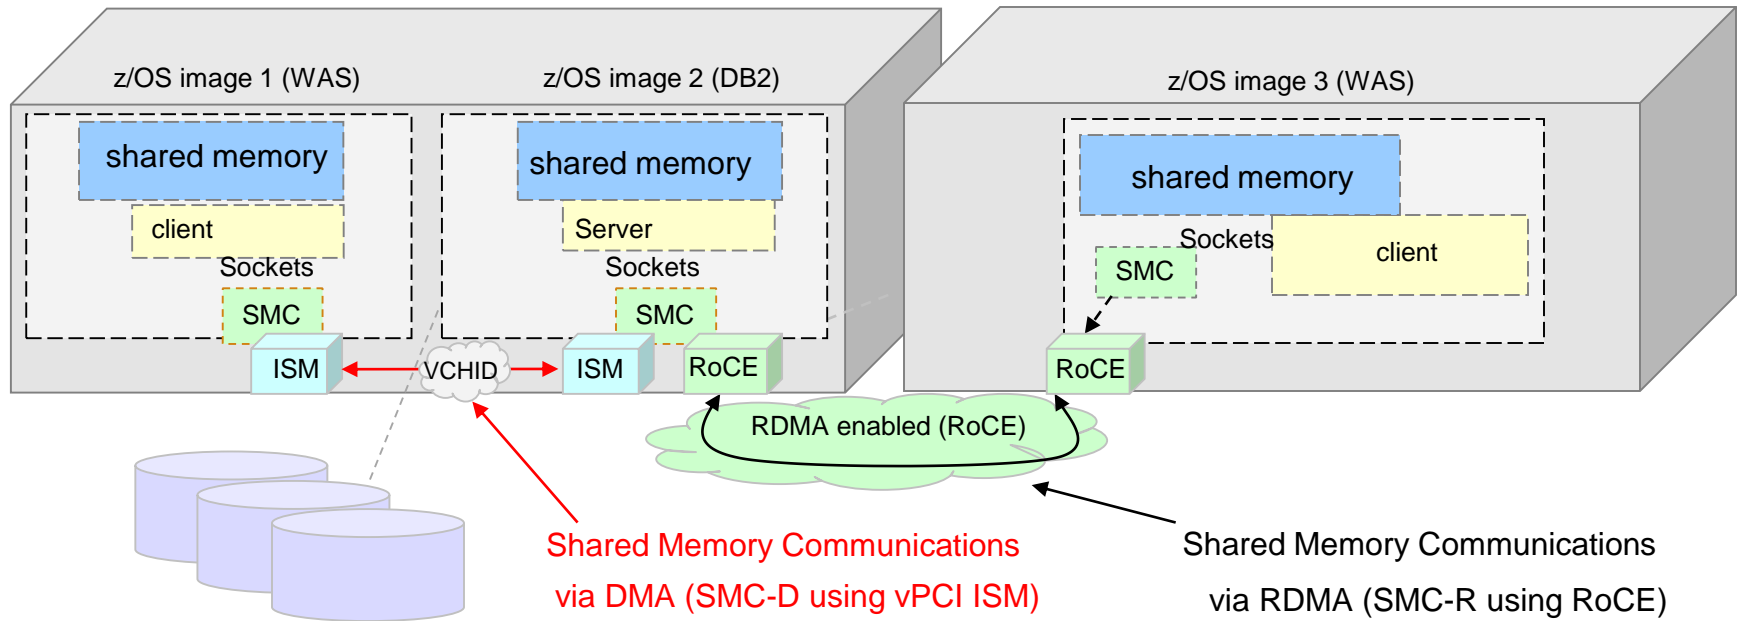 z/OS image 1 (WAS)
z/OS image 2 (DB2)
z/OS image 3 (WAS)
shared memory
shared memory
shared memory
client
Server
Sockets
client
Sockets
Sockets
SMC
SMC
SMC
ISM
VCHID
ISM
RoCE
RoCE
RDMA enabled (RoCE)
Shared Memory Communications
via DMA (SMC-D using vPCI ISM)
Shared Memory Communications
via RDMA (SMC-R using RoCE)